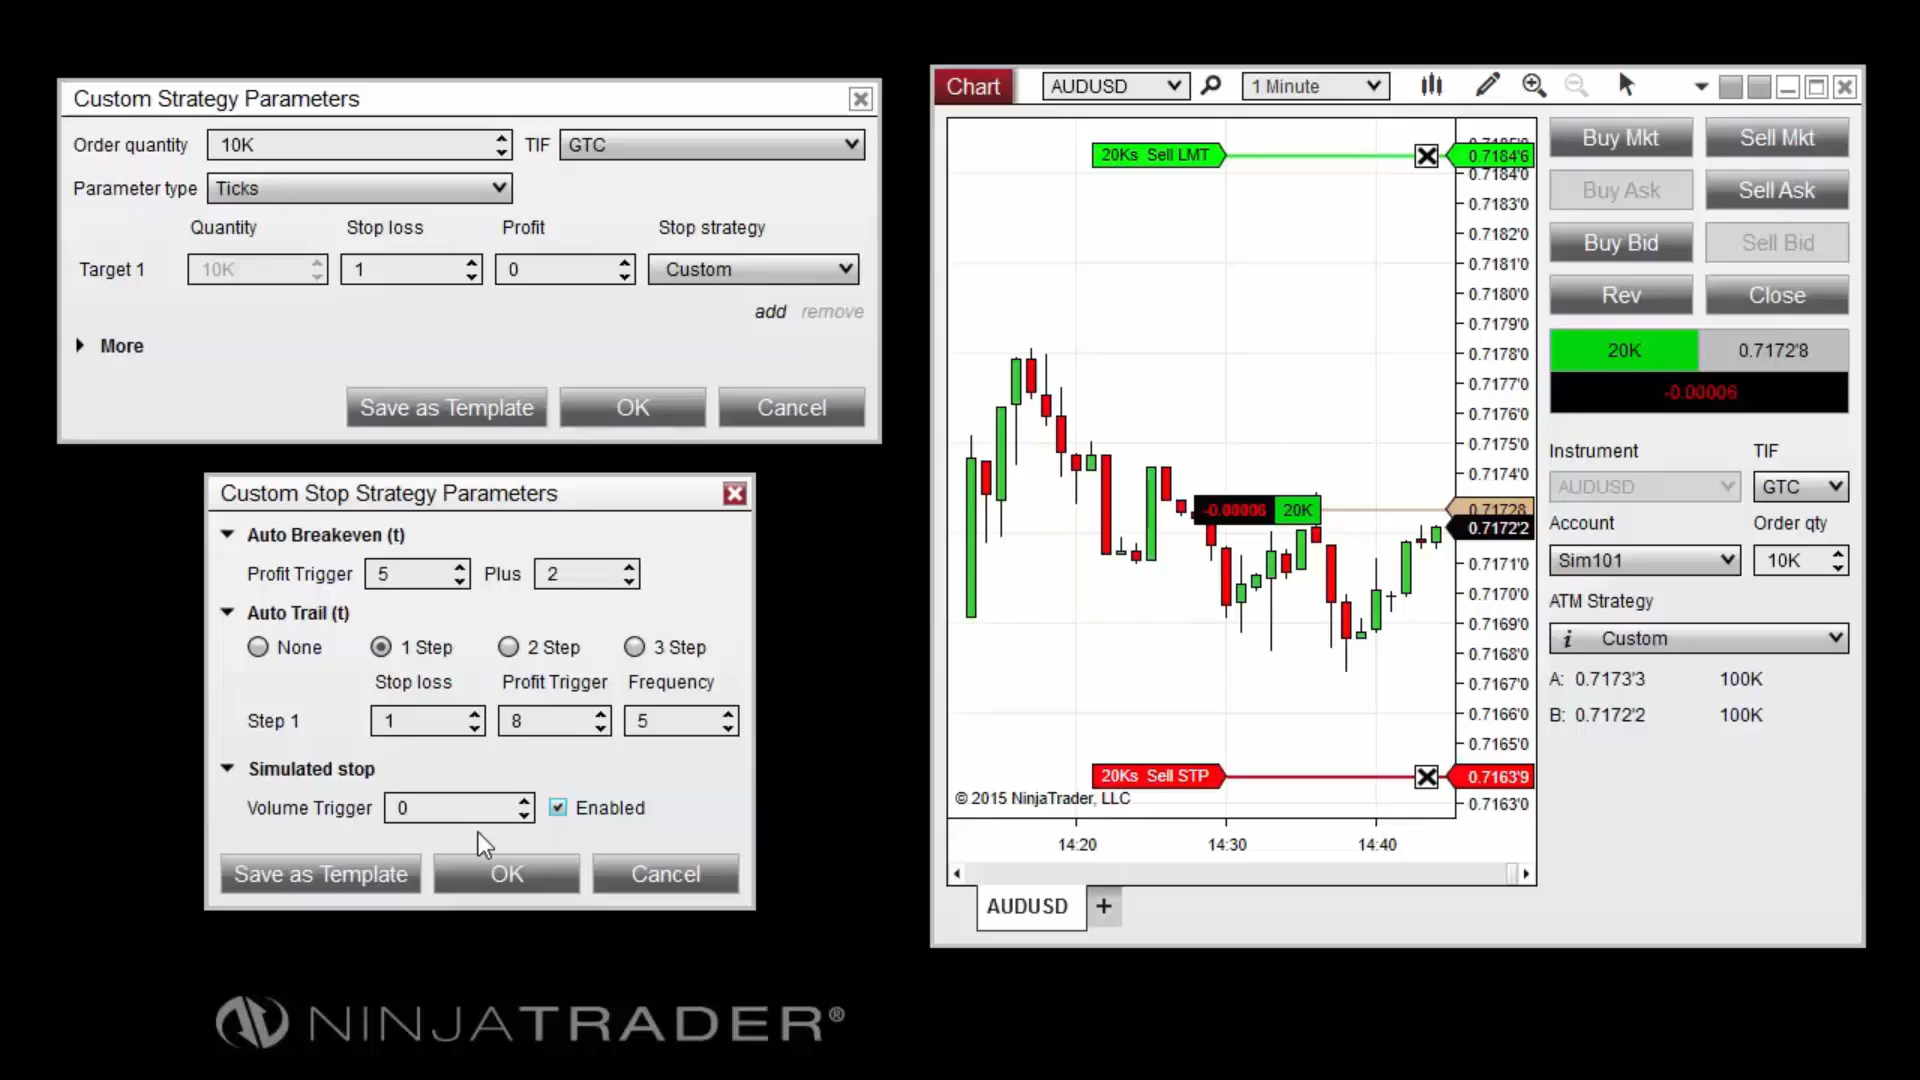 Custom Strategy Parameters
Order quantity 10K TIF GTC
Parameter type Ticks
Quantity Stop loss Profit Stop strategy
Target 1 10K 1 0 Custom
add remove
More
Save as Template OK Cancel
Custom Stop Strategy Parameters
Auto Breakeven (t)
Profit Trigger 5 Plus 2
Auto Trail (t)
None 1 Step 2 Step 3 Step
Stop loss Profit Trigger Frequency
Step 1 1 8 5
Simulated stop
Volume Trigger 0 Enabled
Save as Template OK Cancel
NINJATRADER®
Chart AUDUSD 1 Minute
20Ks Sell LMT
0.7184'6
0.7184'0
0.7183'0
0.7182'0
0.7181'0
0.7180'0
0.7179'0
0.7178'0
0.7177'0
0.7176'0
0.7175'0
0.7174'0
-0.00006 20K
0.7172'8
0.7172'2
0.7171'0
0.7170'0
0.7169'0
0.7168'0
0.7167'0
0.7166'0
0.7165'0
20Ks Sell STP
0.7163'9
0.7163'0
© 2015 NinjaTrader, LLC
14:20 14:30 14:40
AUDUSD +
Buy Mkt Sell Mkt
Buy Ask Sell Ask
Buy Bid Sell Bid
Rev Close
20K 0.7172'8
-0.00006
Instrument TIF
AUDUSD GTC
Account Order qty
Sim101 10K
ATM Strategy
i Custom
A: 0.7173'3 100K
B: 0.7172'2 100K